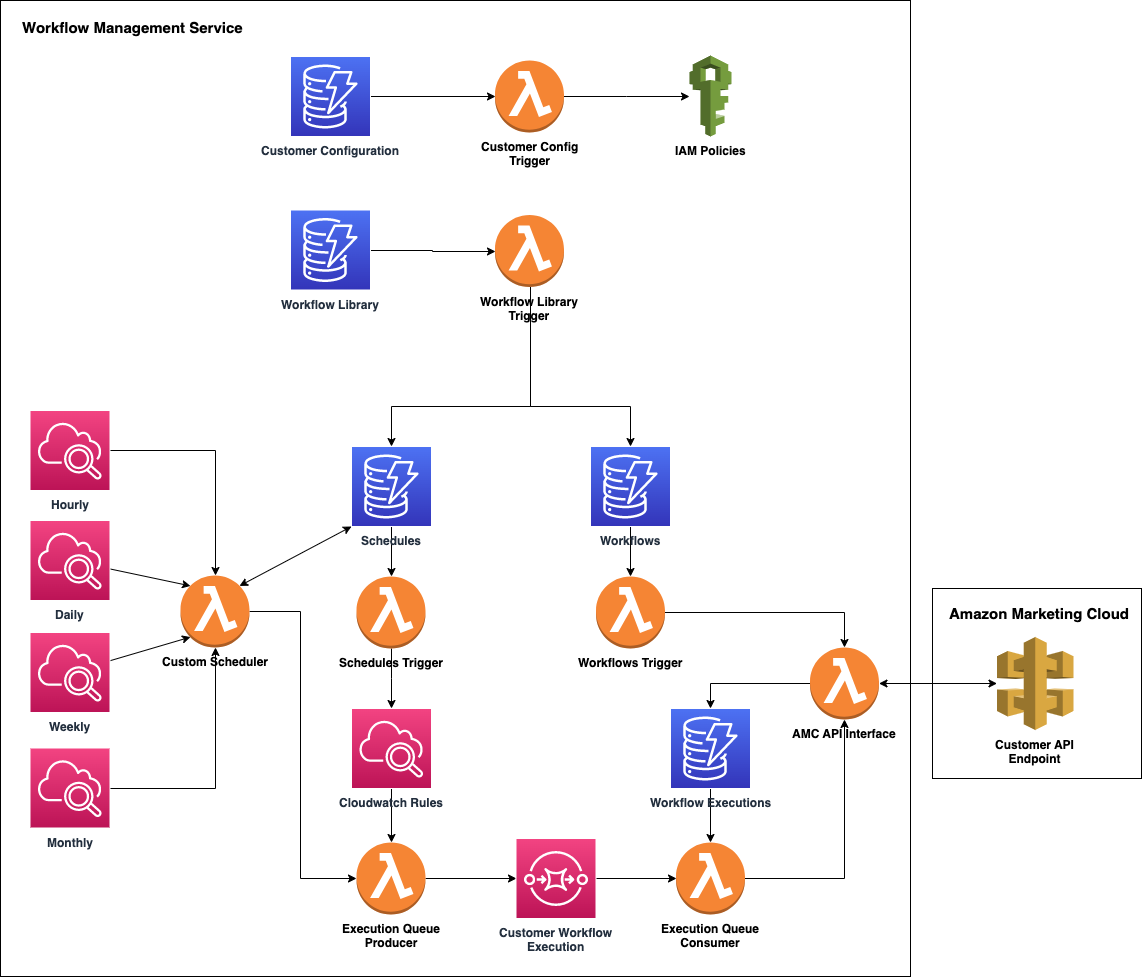 Workflow Management Service
Customer Configuration
Customer Config
Trigger
IAM Policies
Workflow Library
Workflow Library
Trigger
Hourly
Schedules
Workflows
Daily
Amazon Marketing Cloud
Custom Scheduler
Schedules Trigger
Workflows Trigger
Weekly
AMC API Interface
Customer API
Endpoint
Cloudwatch Rules
Workflow Executions
Monthly
Execution Queue
Producer
Customer Workflow
Execution
Execution Queue
Consumer